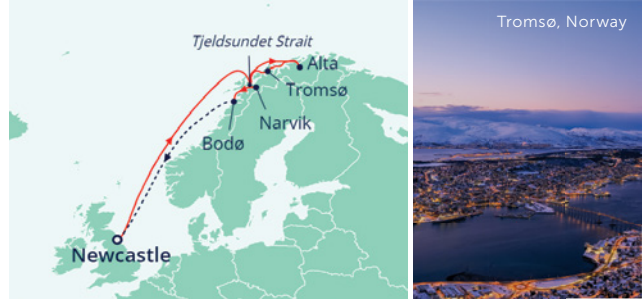 Tjeldsundet Strait
Alta
Tromsø
Narvik
Bodø
Newcastle
Tromsø, Norway